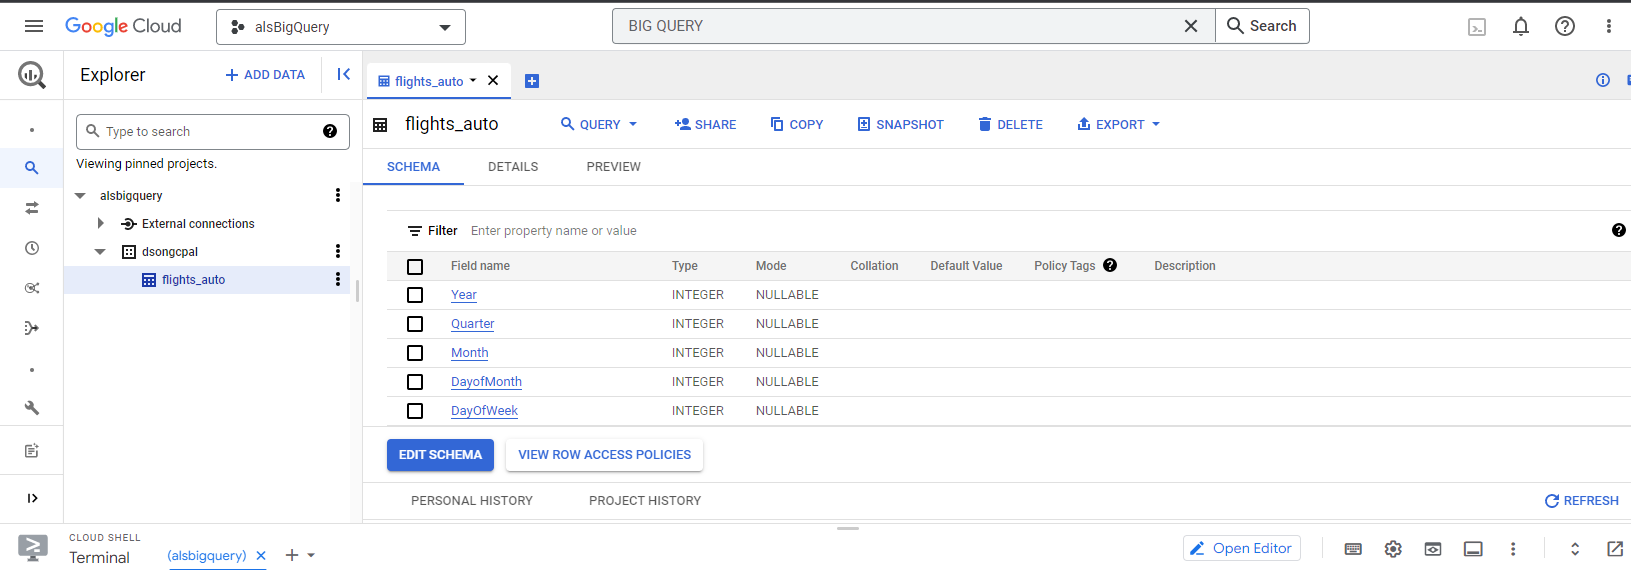 Google Cloud
alsBigQuery
BIG QUERY
Search
Explorer
ADD DATA
flights_auto
Type to search
Viewing pinned projects.
alsbigquery
External connections
dsongcpal
flights_auto
flights_auto
QUERY
SHARE
COPY
SNAPSHOT
DELETE
EXPORT
SCHEMA
DETAILS
PREVIEW
Filter Enter property name or value
Field name Type Mode Collation Default Value Policy Tags Description
Year INTEGER NULLABLE
Quarter INTEGER NULLABLE
Month INTEGER NULLABLE
DayofMonth INTEGER NULLABLE
DayOfWeek INTEGER NULLABLE
EDIT SCHEMA
VIEW ROW ACCESS POLICIES
PERSONAL HISTORY
PROJECT HISTORY
REFRESH
CLOUD SHELL
Terminal
(alsbigquery)
Open Editor